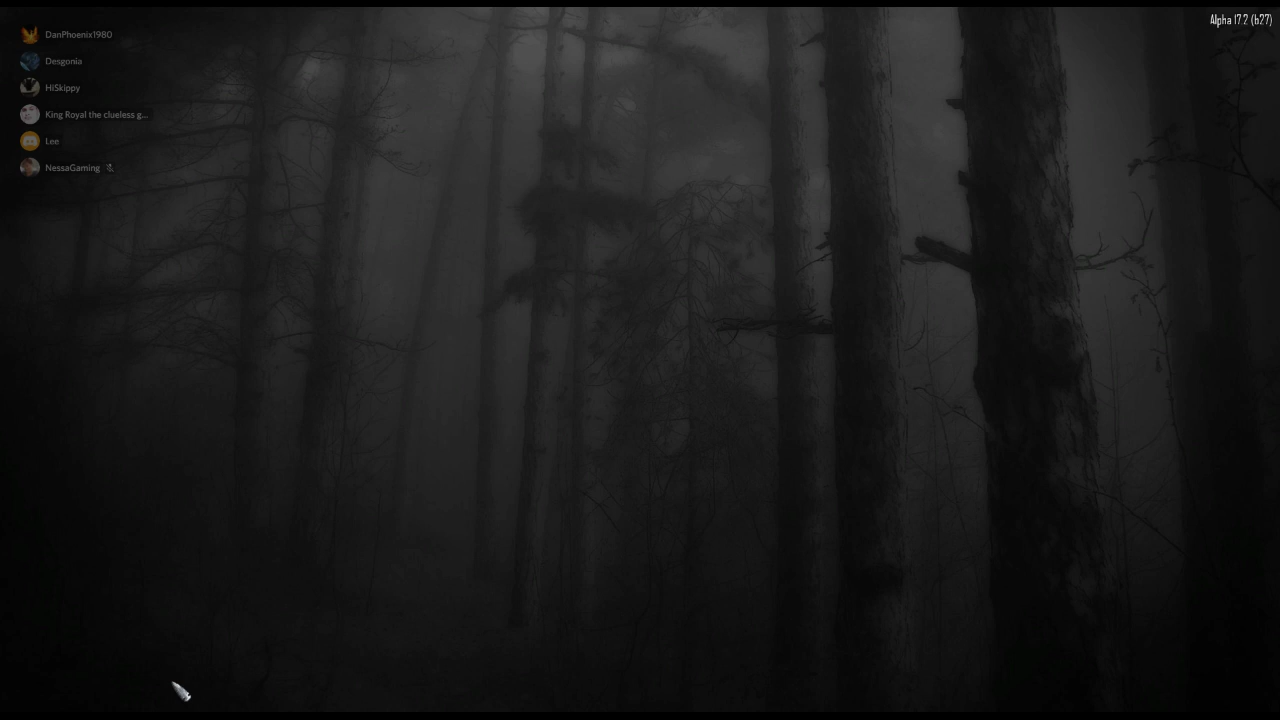 Alpha 17.2 (b27)
DanPhoenix1980
Desgonia
HiSkippy
King Royal the clueless g...
Lee
NessaGaming